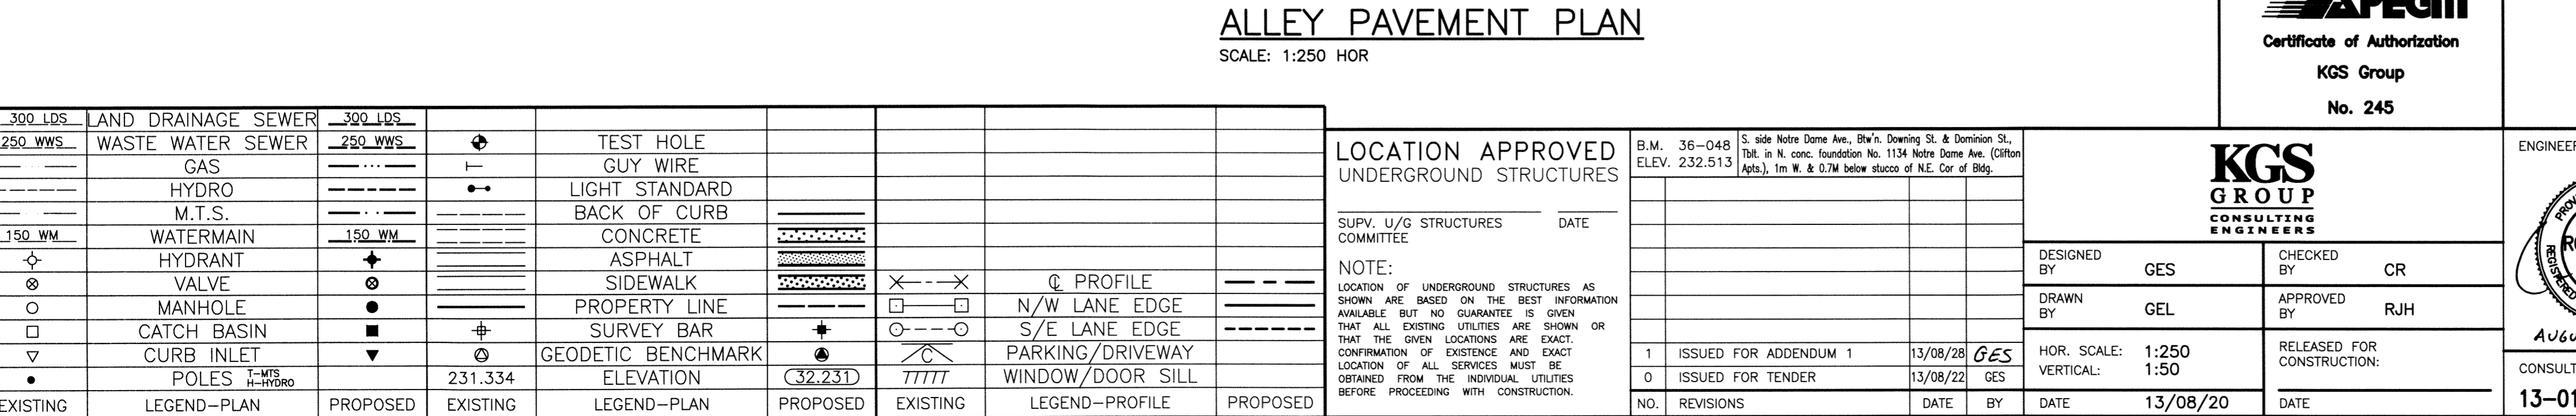 ALLEY PAVEMENT PLAN
SCALE: 1:250 HOR
Certificate of Authorization
KGS Group
No. 245
300 LDS LAND DRAINAGE SEWER 300 LDS
250 WWS WASTE WATER SEWER 250 WWS TEST HOLE
GAS GUY WIRE
HYDRO LIGHT STANDARD
M.T.S. BACK OF CURB
150 WM WATERMAIN 150 WM CONCRETE
HYDRANT ASPHALT
VALVE SIDEWALK ℄ PROFILE
MANHOLE PROPERTY LINE N/W LANE EDGE
CATCH BASIN SURVEY BAR S/E LANE EDGE
CURB INLET GEODETIC BENCHMARK C PARKING/DRIVEWAY
POLES T-MTS H-HYDRO 231.334 ELEVATION 32.231 WINDOW/DOOR SILL
EXISTING LEGEND-PLAN PROPOSED EXISTING LEGEND-PLAN PROPOSED EXISTING LEGEND-PROFILE PROPOSED
LOCATION APPROVED
UNDERGROUND STRUCTURES
SUPV. U/G STRUCTURES DATE
COMMITTEE
NOTE:
LOCATION OF UNDERGROUND STRUCTURES AS
SHOWN ARE BASED ON THE BEST INFORMATION
AVAILABLE BUT NO GUARANTEE IS GIVEN
THAT ALL EXISTING UTILITIES ARE SHOWN OR
THAT THE GIVEN LOCATIONS ARE EXACT.
CONFIRMATION OF EXISTENCE AND EXACT
LOCATION OF ALL SERVICES MUST BE
OBTAINED FROM THE INDIVIDUAL UTILITIES
BEFORE PROCEEDING WITH CONSTRUCTION.
B.M. 36-048
ELEV. 232.513
S. side Notre Dame Ave., Btw'n. Downing St. & Dominion St.,
Tblt. in N. conc. foundation No. 1134 Notre Dame Ave. (Clifton
Apts.), 1m W. & 0.7M below stucco of N.E. Cor of Bldg.
1 ISSUED FOR ADDENDUM 1 13/08/28 GES
0 ISSUED FOR TENDER 13/08/22 GES
NO. REVISIONS DATE BY
KGS
GROUP
CONSULTING
ENGINEERS
DESIGNED BY GES
CHECKED BY CR
DRAWN BY GEL
APPROVED BY RJH
HOR. SCALE: 1:250
VERTICAL: 1:50
RELEASED FOR
CONSTRUCTION:
DATE 13/08/20
DATE